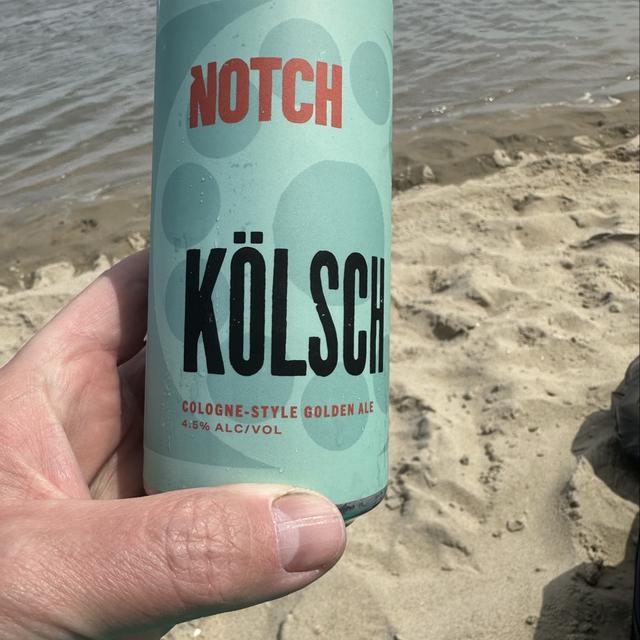 NOTCH
KÖLSCH
COLOGNE-STYLE GOLDEN ALE
4.5% ALC/VOL